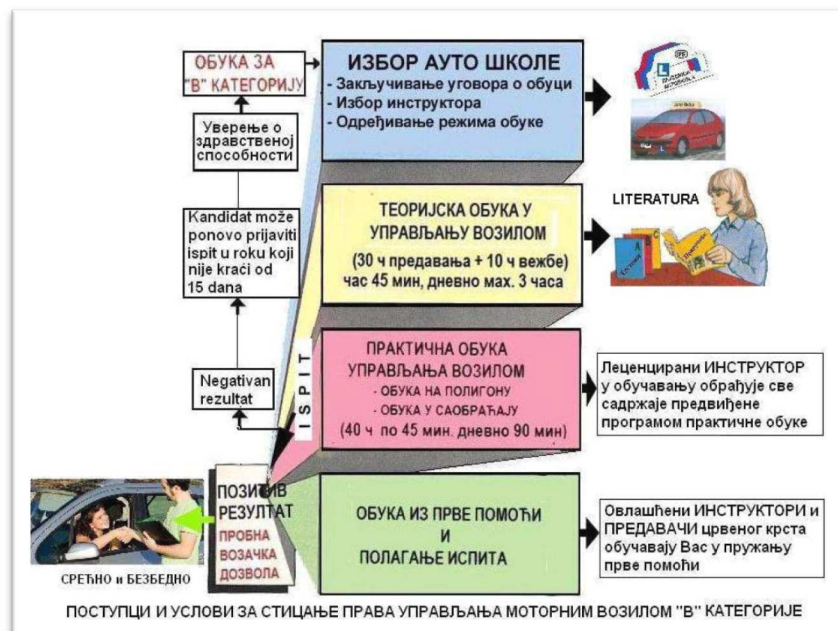 ОБУКА ЗА
"В" КАТЕГОРИЈУ
Уверење о
здравственој
способности
Kandidat može
ponovo prijaviti
ispit u roku koji
nije kraći od
15 dana
Negativan
rezultat
ИЗБОР АУТО ШКОЛЕ
- Закључивање уговора о обуци
- Избор инструктора
- Одређивање режима обуке
L
ТЕОРИЈСКА ОБУКА У
УПРАВЉАЊУ ВОЗИЛОМ
(30 ч предавања + 10 ч вежбе)
час 45 мин, дневно мах. 3 часа
LITERATURA
A
B
C
ISPIT
ПРАКТИЧНА ОБУКА
УПРАВЉАЊА ВОЗИЛОМ
- ОБУКА НА ПОЛИГОНУ
- ОБУКА У САОБРАЋАЈУ
(40 ч по 45 мин. дневно 90 мин)
Леценцирани ИНСТРУКТОР
у обучавању обрађује све
садржаје предвиђене
програмом практичне обуке
ПОЗИТИВ
РЕЗУЛТАТ
ПРОБНА
ВОЗАЧКА
ДОЗВОЛА
ОБУКА ИЗ ПРВЕ ПОМОЋИ
И
ПОЛАГАЊЕ ИСПИТА
Овлашћени ИНСТРУКТОРИ и
ПРЕДАВАЧИ црвеног крста
обучавају Вас у пружању
прве помоћи
СРЕЋНО и БЕЗБЕДНО
ПОСТУПЦИ И УСЛОВИ ЗА СТИЦАЊЕ ПРАВА УПРАВЉАЊА МОТОРНИМ ВОЗИЛОМ "В" КАТЕГОРИЈЕ